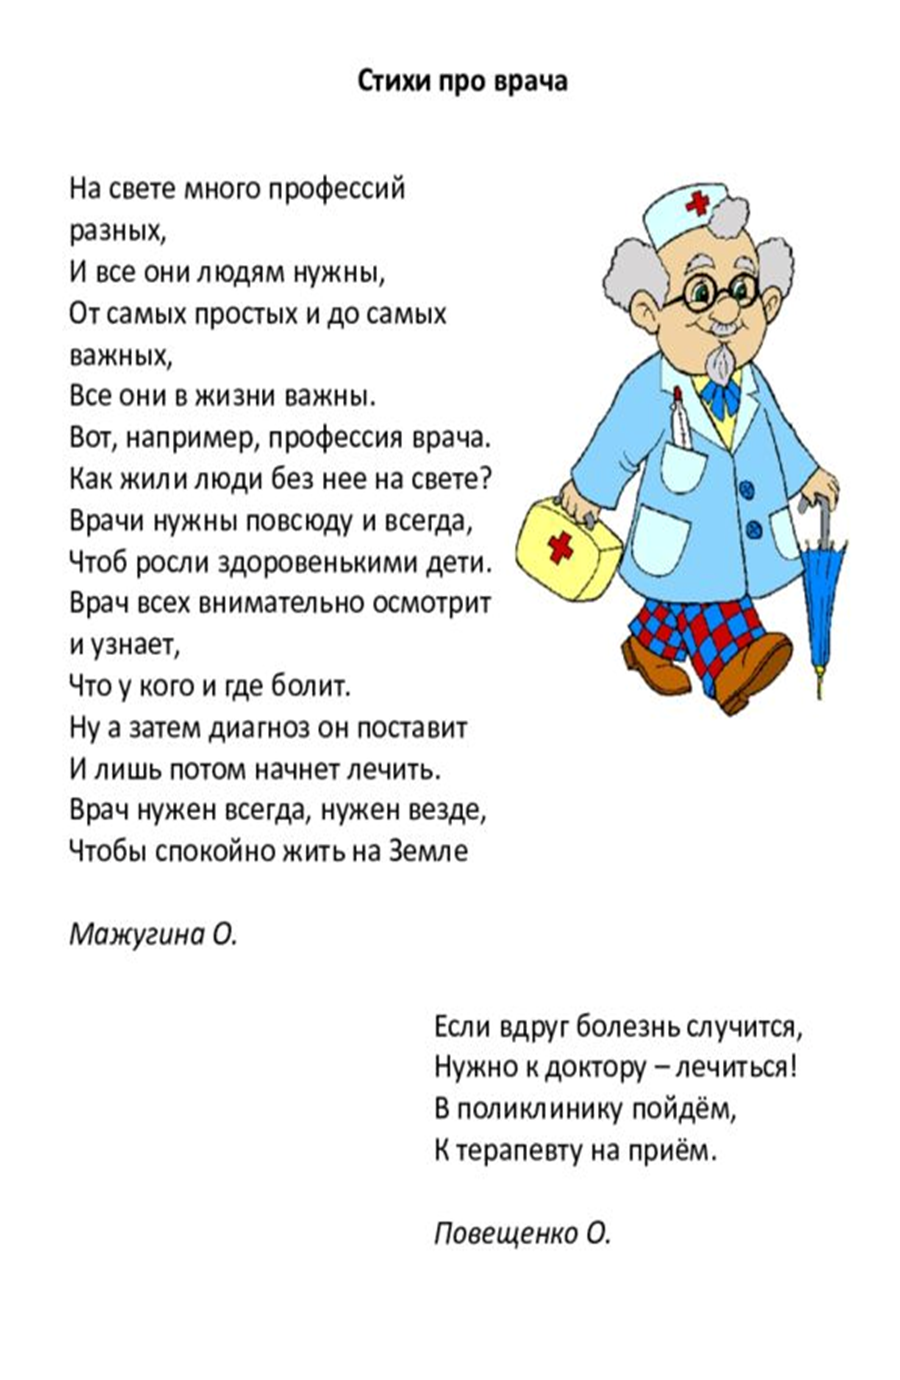 Стихи про врача
На свете много профессий
разных,
И все они людям нужны,
От самых простых и до самых
важных,
Все они в жизни важны.
Вот, например, профессия врача.
Как жили люди без нее на свете?
Врачи нужны повсюду и всегда,
Чтоб росли здоровенькими дети.
Врач всех внимательно осмотрит
и узнает,
Что у кого и где болит.
Ну а затем диагноз он поставит
И лишь потом начнет лечить.
Врач нужен всегда, нужен везде,
Чтобы спокойно жить на Земле
Мажугина О.
Если вдруг болезнь случится,
Нужно к доктору – лечиться!
В поликлинику пойдём,
К терапевту на приём.
Повещенко О.